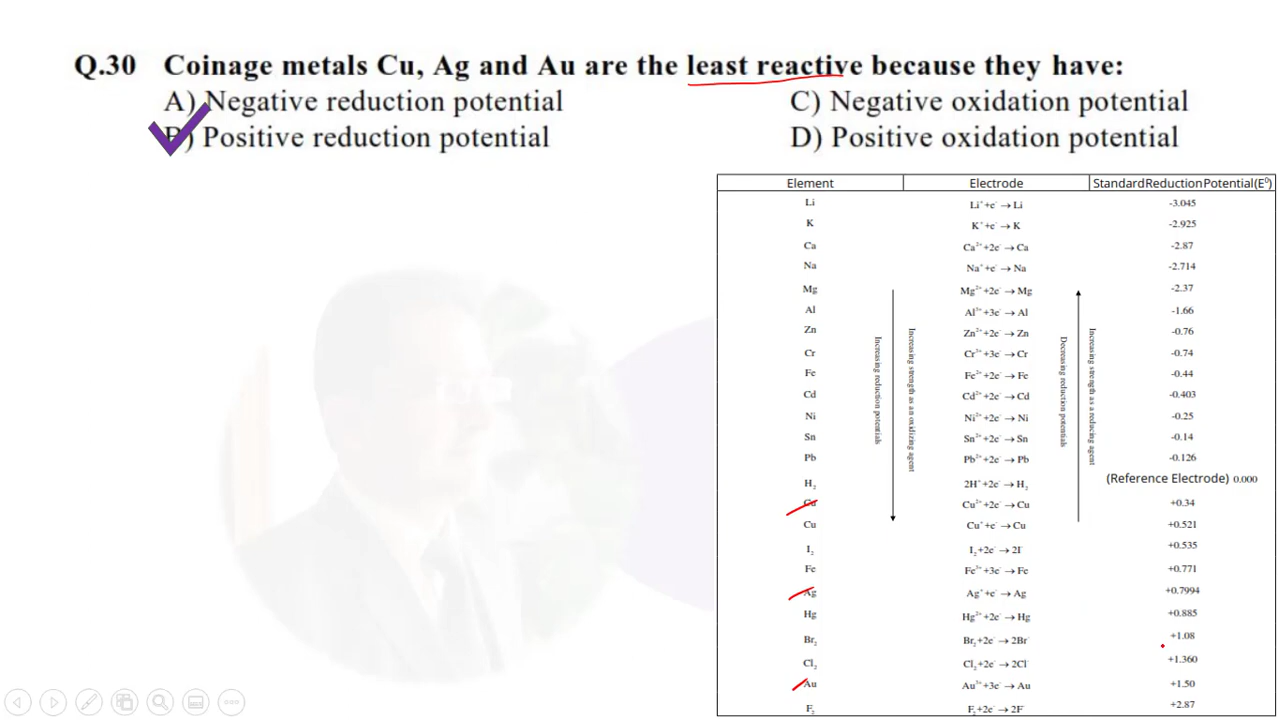 Q.30 Coinage metals Cu, Ag and Au are the least reactive because they have:
A) Negative reduction potential C) Negative oxidation potential
B) Positive reduction potential D) Positive oxidation potential
Element Electrode Standard Reduction Potential (E⁰)
Li Li⁺+e⁻ → Li -3.045
K K⁺+e⁻ → K -2.925
Ca Ca²⁺+2e⁻ → Ca -2.87
Na Na⁺+e⁻ → Na -2.714
Mg Mg²⁺+2e⁻ → Mg -2.37
Al Al³⁺+3e⁻ → Al -1.66
Zn Zn²⁺+2e⁻ → Zn -0.76
Cr Cr³⁺+3e⁻ → Cr -0.74
Fe Fe²⁺+2e⁻ → Fe -0.44
Cd Cd²⁺+2e⁻ → Cd -0.403
Ni Ni²⁺+2e⁻ → Ni -0.25
Sn Sn²⁺+2e⁻ → Sn -0.14
Pb Pb²⁺+2e⁻ → Pb -0.126
H₂ 2H⁺+2e⁻ → H₂ (Reference Electrode) 0.000
Cu Cu²⁺+2e⁻ → Cu +0.34
Cu Cu⁺+e⁻ → Cu +0.521
I₂ I₂+2e⁻ → 2I⁻ +0.535
Fe Fe³⁺+3e⁻ → Fe +0.771
Ag Ag⁺+e⁻ → Ag +0.7994
Hg Hg²⁺+2e⁻ → Hg +0.885
Br₂ Br₂+2e⁻ → 2Br⁻ +1.08
Cl₂ Cl₂+2e⁻ → 2Cl⁻ +1.360
Au Au³⁺+3e⁻ → Au +1.50
F₂ F₂+2e⁻ → 2F⁻ +2.87
Increasing reduction potentials
Increasing strength as an oxidizing agent
Decreasing reduction potentials
Increasing strength as a reducing agent